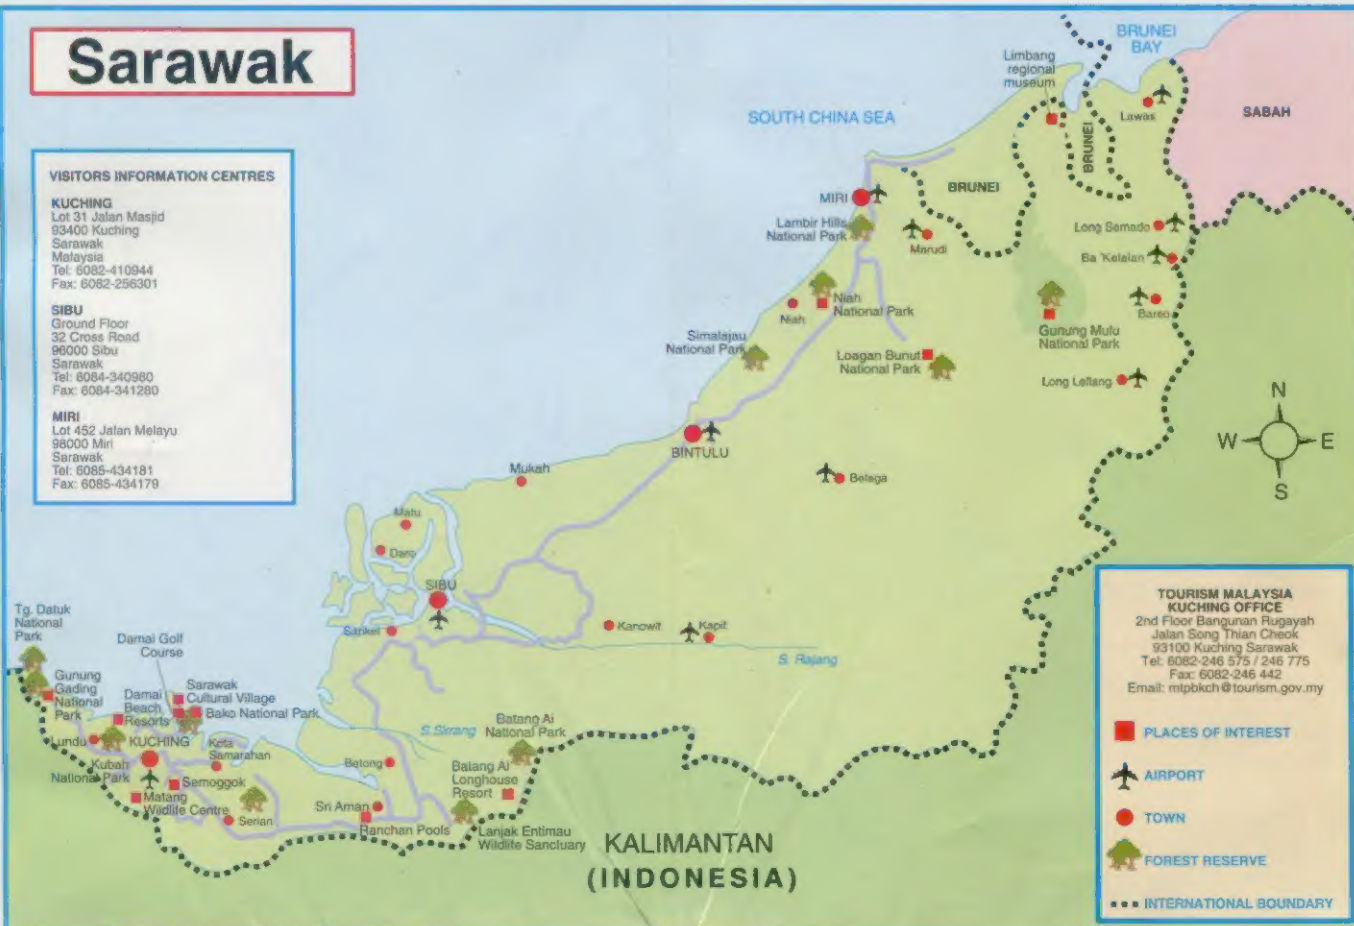 Sarawak
VISITORS INFORMATION CENTRES
KUCHING
Lot 31 Jalan Masjid
93400 Kuching
Sarawak
Malaysia
Tel: 6082-410944
Fax: 6082-256301
SIBU
Ground Floor
32 Cross Road
96000 Sibu
Sarawak
Tel: 6084-340980
Fax: 6084-341280
MIRI
Lot 452 Jalan Melayu
98000 Miri
Sarawak
Tel: 6085-434181
Fax: 6085-434179
BRUNEI
BAY
Limbang
regional
museum
SOUTH CHINA SEA
Lawas
SABAH
BRUNEI
BRUNEI
MIRI
Lambir Hills
National Park
Marudi
Long Semado
Ba 'Kelalan
Niah
Niah
National Park
Bareo
Simalajau
National Park
Loagan Bunut
National Park
Gunung Mulu
National Park
Long Lellang
N
W
E
S
BINTULU
Mukah
Belaga
Matu
Daro
SIBU
Sarikei
Kanowit
Kapit
S. Rajang
Tg. Datuk
National
Park
Damai Golf
Course
Gunung
Gading
National
Park
Damai
Beach
Resorts
Sarawak
Cultural Village
Bako National Park
S.Skrang
Batang Ai
National Park
Lundu
KUCHING
Kota
Samarahan
Kubah
National Park
Semoggok
Matang
Wildlife Centre
Serian
Betong
Batang Ai
Longhouse
Resort
Sri Aman
Ranchan Pools
Lanjak Entimau
Wildlife Sanctuary
KALIMANTAN
(INDONESIA)
TOURISM MALAYSIA
KUCHING OFFICE
2nd Floor Bangunan Rugayah
Jalan Song Thian Cheok
93100 Kuching Sarawak
Tel: 6082-246 575 / 246 775
Fax: 6082-246 442
Email: mtpbkch@tourism.gov.my
PLACES OF INTEREST
AIRPORT
TOWN
FOREST RESERVE
INTERNATIONAL BOUNDARY